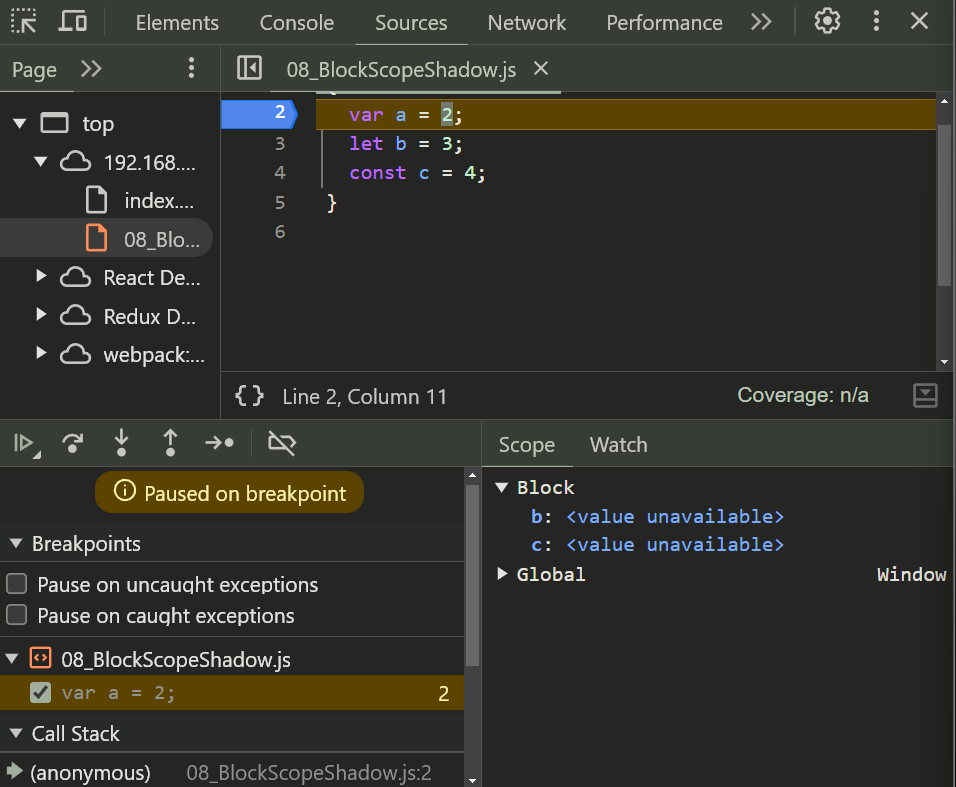 Elements Console Sources Network Performance
Page
08_BlockScopeShadow.js
top
192.168....
index....
08_Blo...
React De...
Redux D...
webpack:...
{
2 var a = 2;
3 let b = 3;
4 const c = 4;
5 }
6
{ } Line 2, Column 11 Coverage: n/a
Paused on breakpoint
Breakpoints
Pause on uncaught exceptions
Pause on caught exceptions
08_BlockScopeShadow.js
var a = 2; 2
Call Stack
(anonymous) 08_BlockScopeShadow.js:2
Scope Watch
Block
b: <value unavailable>
c: <value unavailable>
Global Window